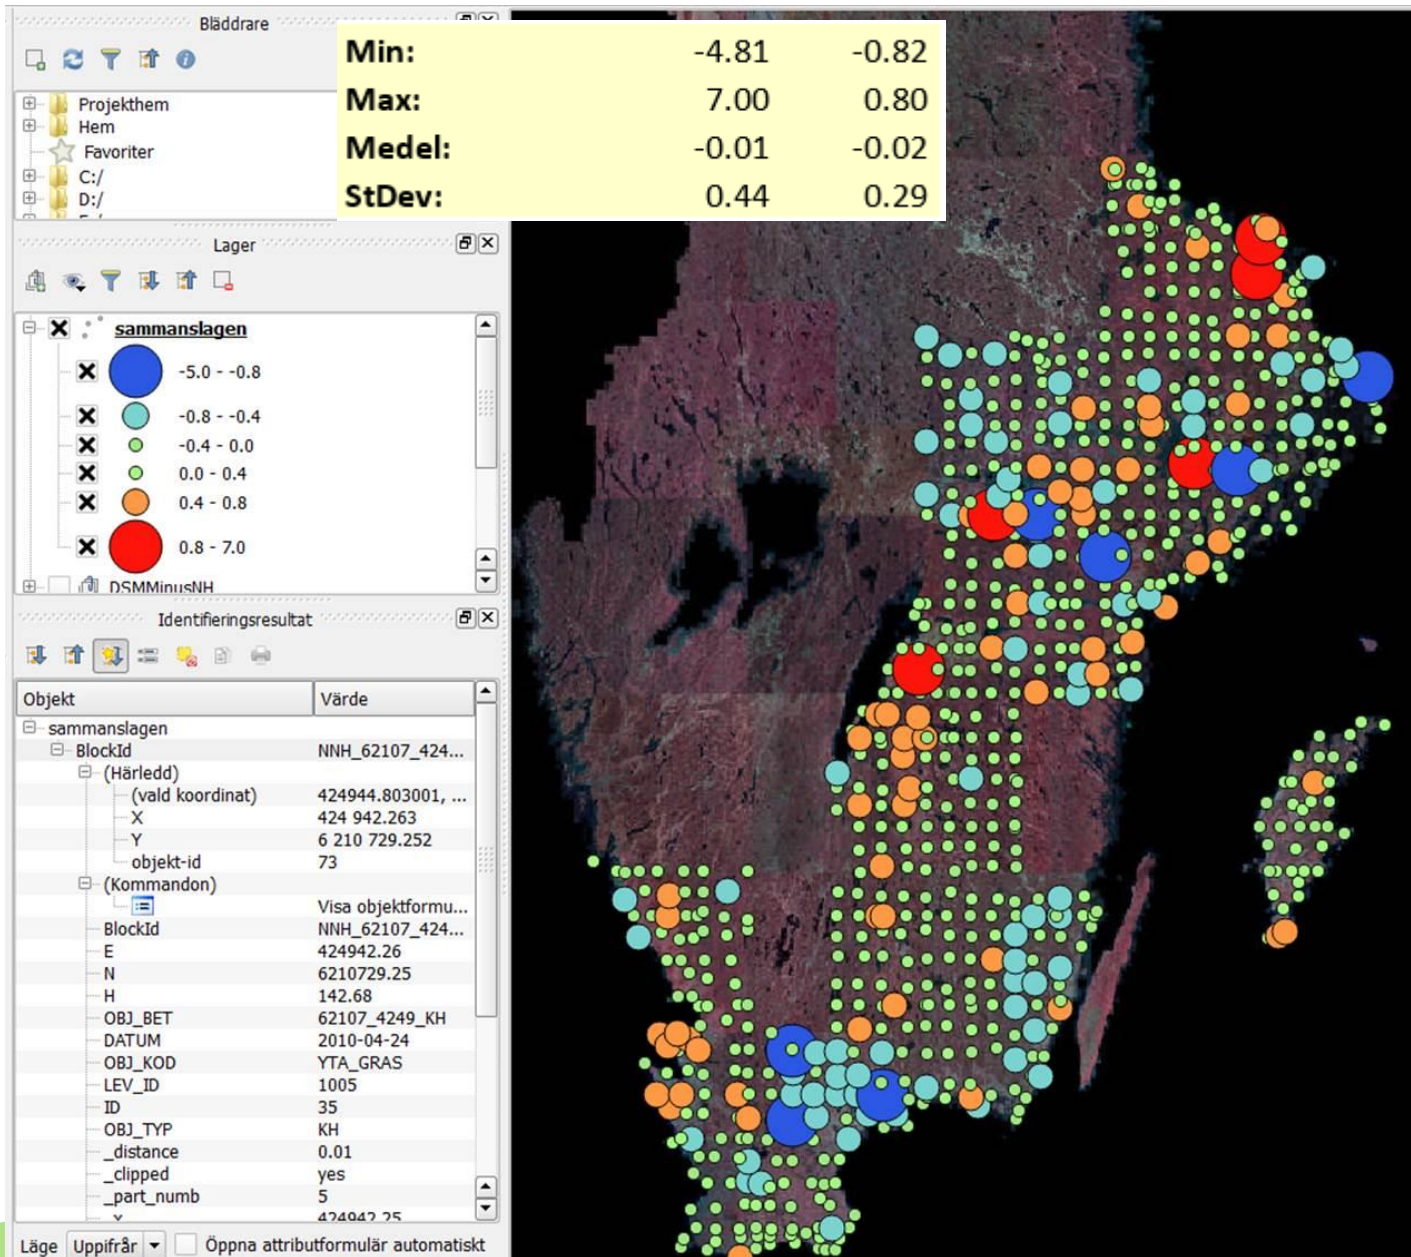 Bläddrare
Min: -4.81 -0.82
Max: 7.00 0.80
Medel: -0.01 -0.02
StDev: 0.44 0.29
Projekthem
Hem
Favoriter
C:/
D:/
Lager
sammanslagen
-5.0 - -0.8
-0.8 - -0.4
-0.4 - 0.0
0.0 - 0.4
0.4 - 0.8
0.8 - 7.0
DSMMinusNH
Identifieringsresultat
Objekt Värde
sammanslagen
BlockId NNH_62107_424...
(Härledd)
(vald koordinat) 424944.803001, ...
X 424 942.263
Y 6 210 729.252
objekt-id 73
(Kommandon)
Visa objektformu...
BlockId NNH_62107_424...
E 424942.26
N 6210729.25
H 142.68
OBJ_BET 62107_4249_KH
DATUM 2010-04-24
OBJ_KOD YTA_GRAS
LEV_ID 1005
ID 35
OBJ_TYP KH
_distance 0.01
_clipped yes
_part_numb 5
424942.25
Läge Uppifrår Öppna attributformulär automatiskt